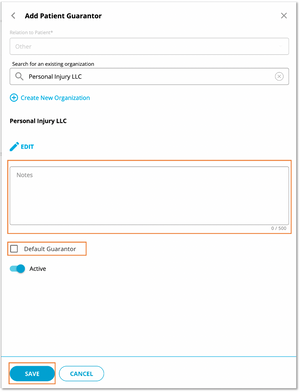 Add Patient Guarantor
Relation to Patient*
Other
Search for an existing organization
Personal Injury LLC
Create New Organization
Personal Injury LLC
EDIT
Notes
0 / 500
Default Guarantor
Active
SAVE CANCEL